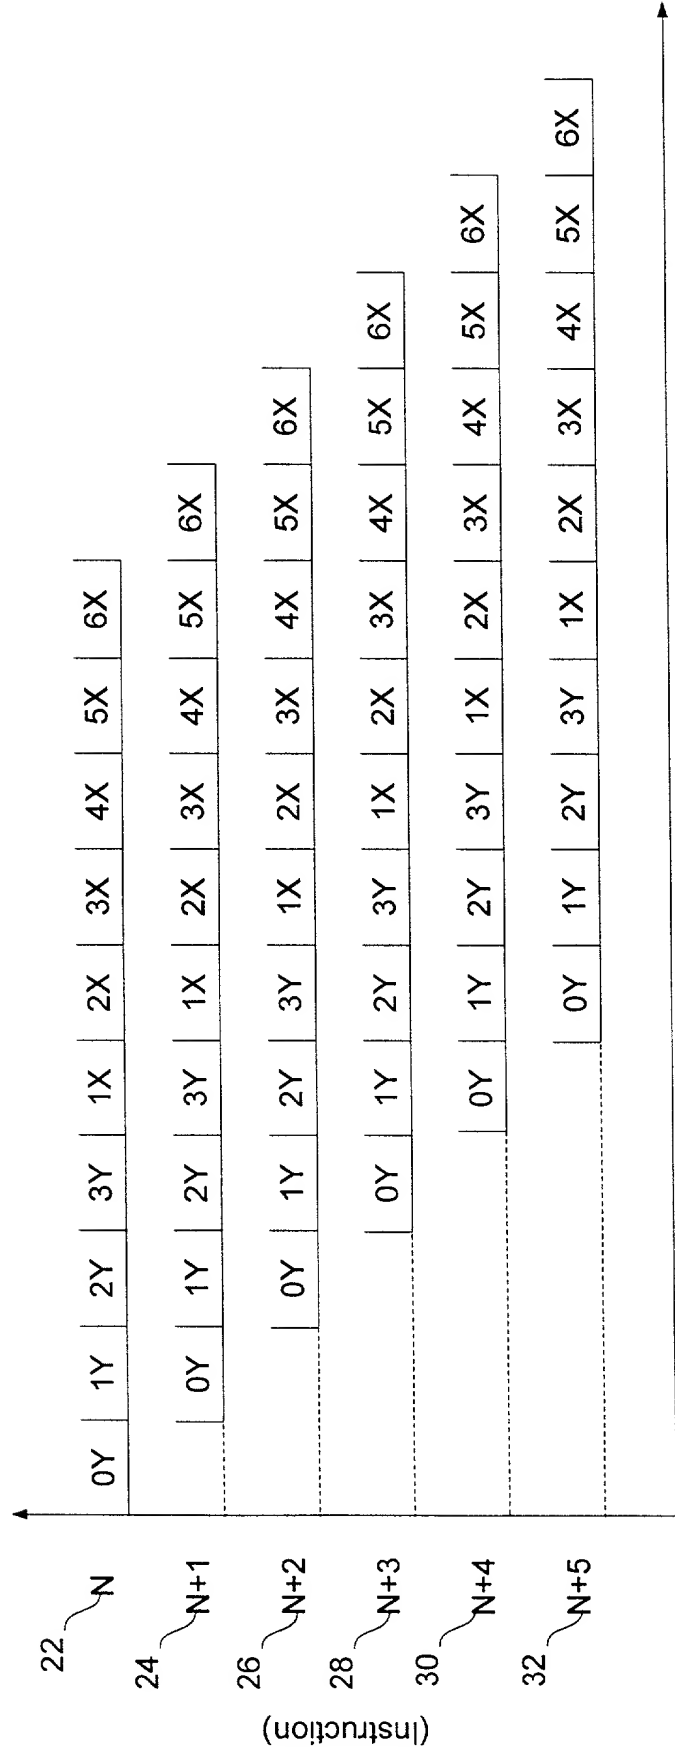 22 N 0Y 1Y 2Y 3Y 1X 2X 3X 4X 5X 6X
24 N+1 0Y 1Y 2Y 3Y 1X 2X 3X 4X 5X 6X
26 N+2 0Y 1Y 2Y 3Y 1X 2X 3X 4X 5X 6X
28 N+3 0Y 1Y 2Y 3Y 1X 2X 3X 4X 5X 6X
30 N+4 0Y 1Y 2Y 3Y 1X 2X 3X 4X 5X 6X
32 N+5 0Y 1Y 2Y 3Y 1X 2X 3X 4X 5X 6X
(Instruction)